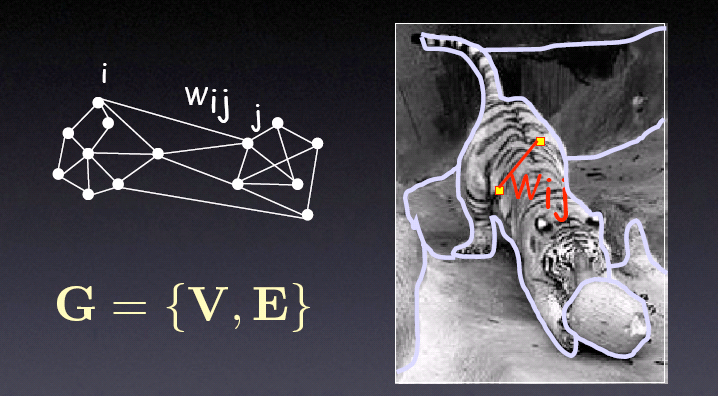 i
wij
j
G = {V, E}
wij